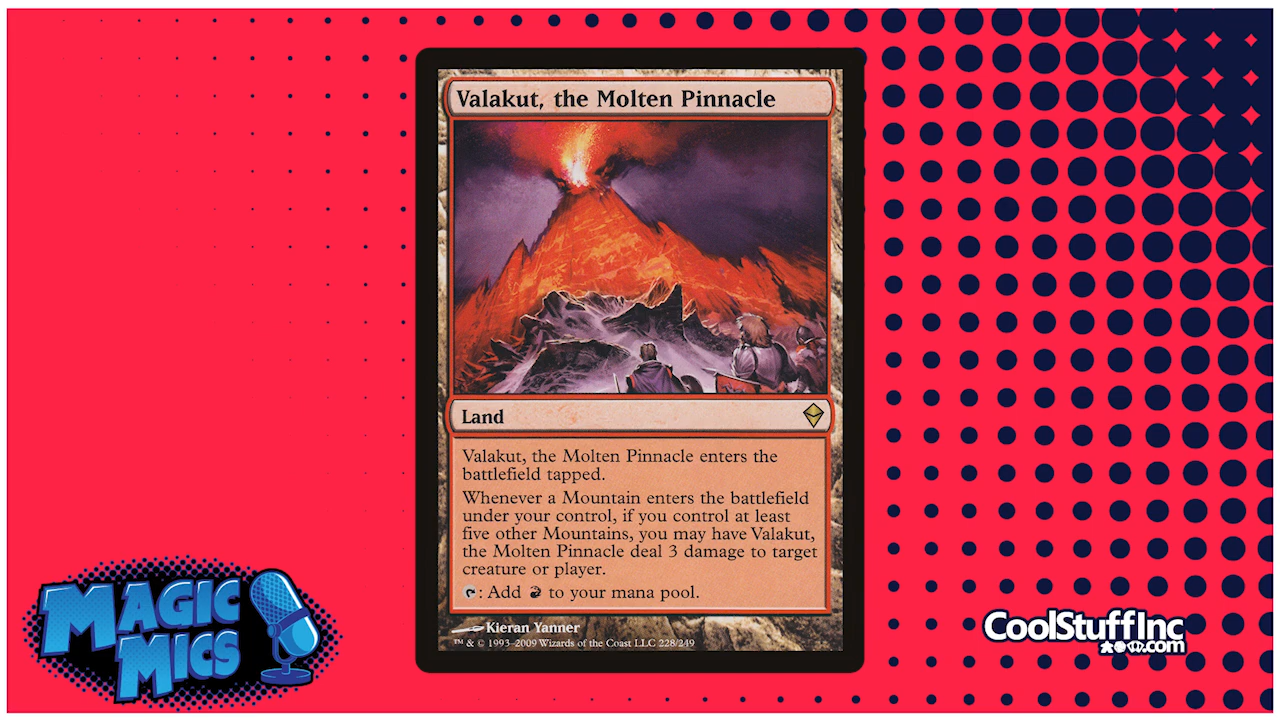 Valakut, the Molten Pinnacle
Land
Valakut, the Molten Pinnacle enters the
battlefield tapped.
Whenever a Mountain enters the battlefield
under your control, if you control at least
five other Mountains, you may have Valakut,
the Molten Pinnacle deal 3 damage to target
creature or player.
: Add to your mana pool.
Kieran Yanner
™ & © 1993–2009 Wizards of the Coast LLC 228/249
MAGIC
MICS
CoolStuffInc
.com